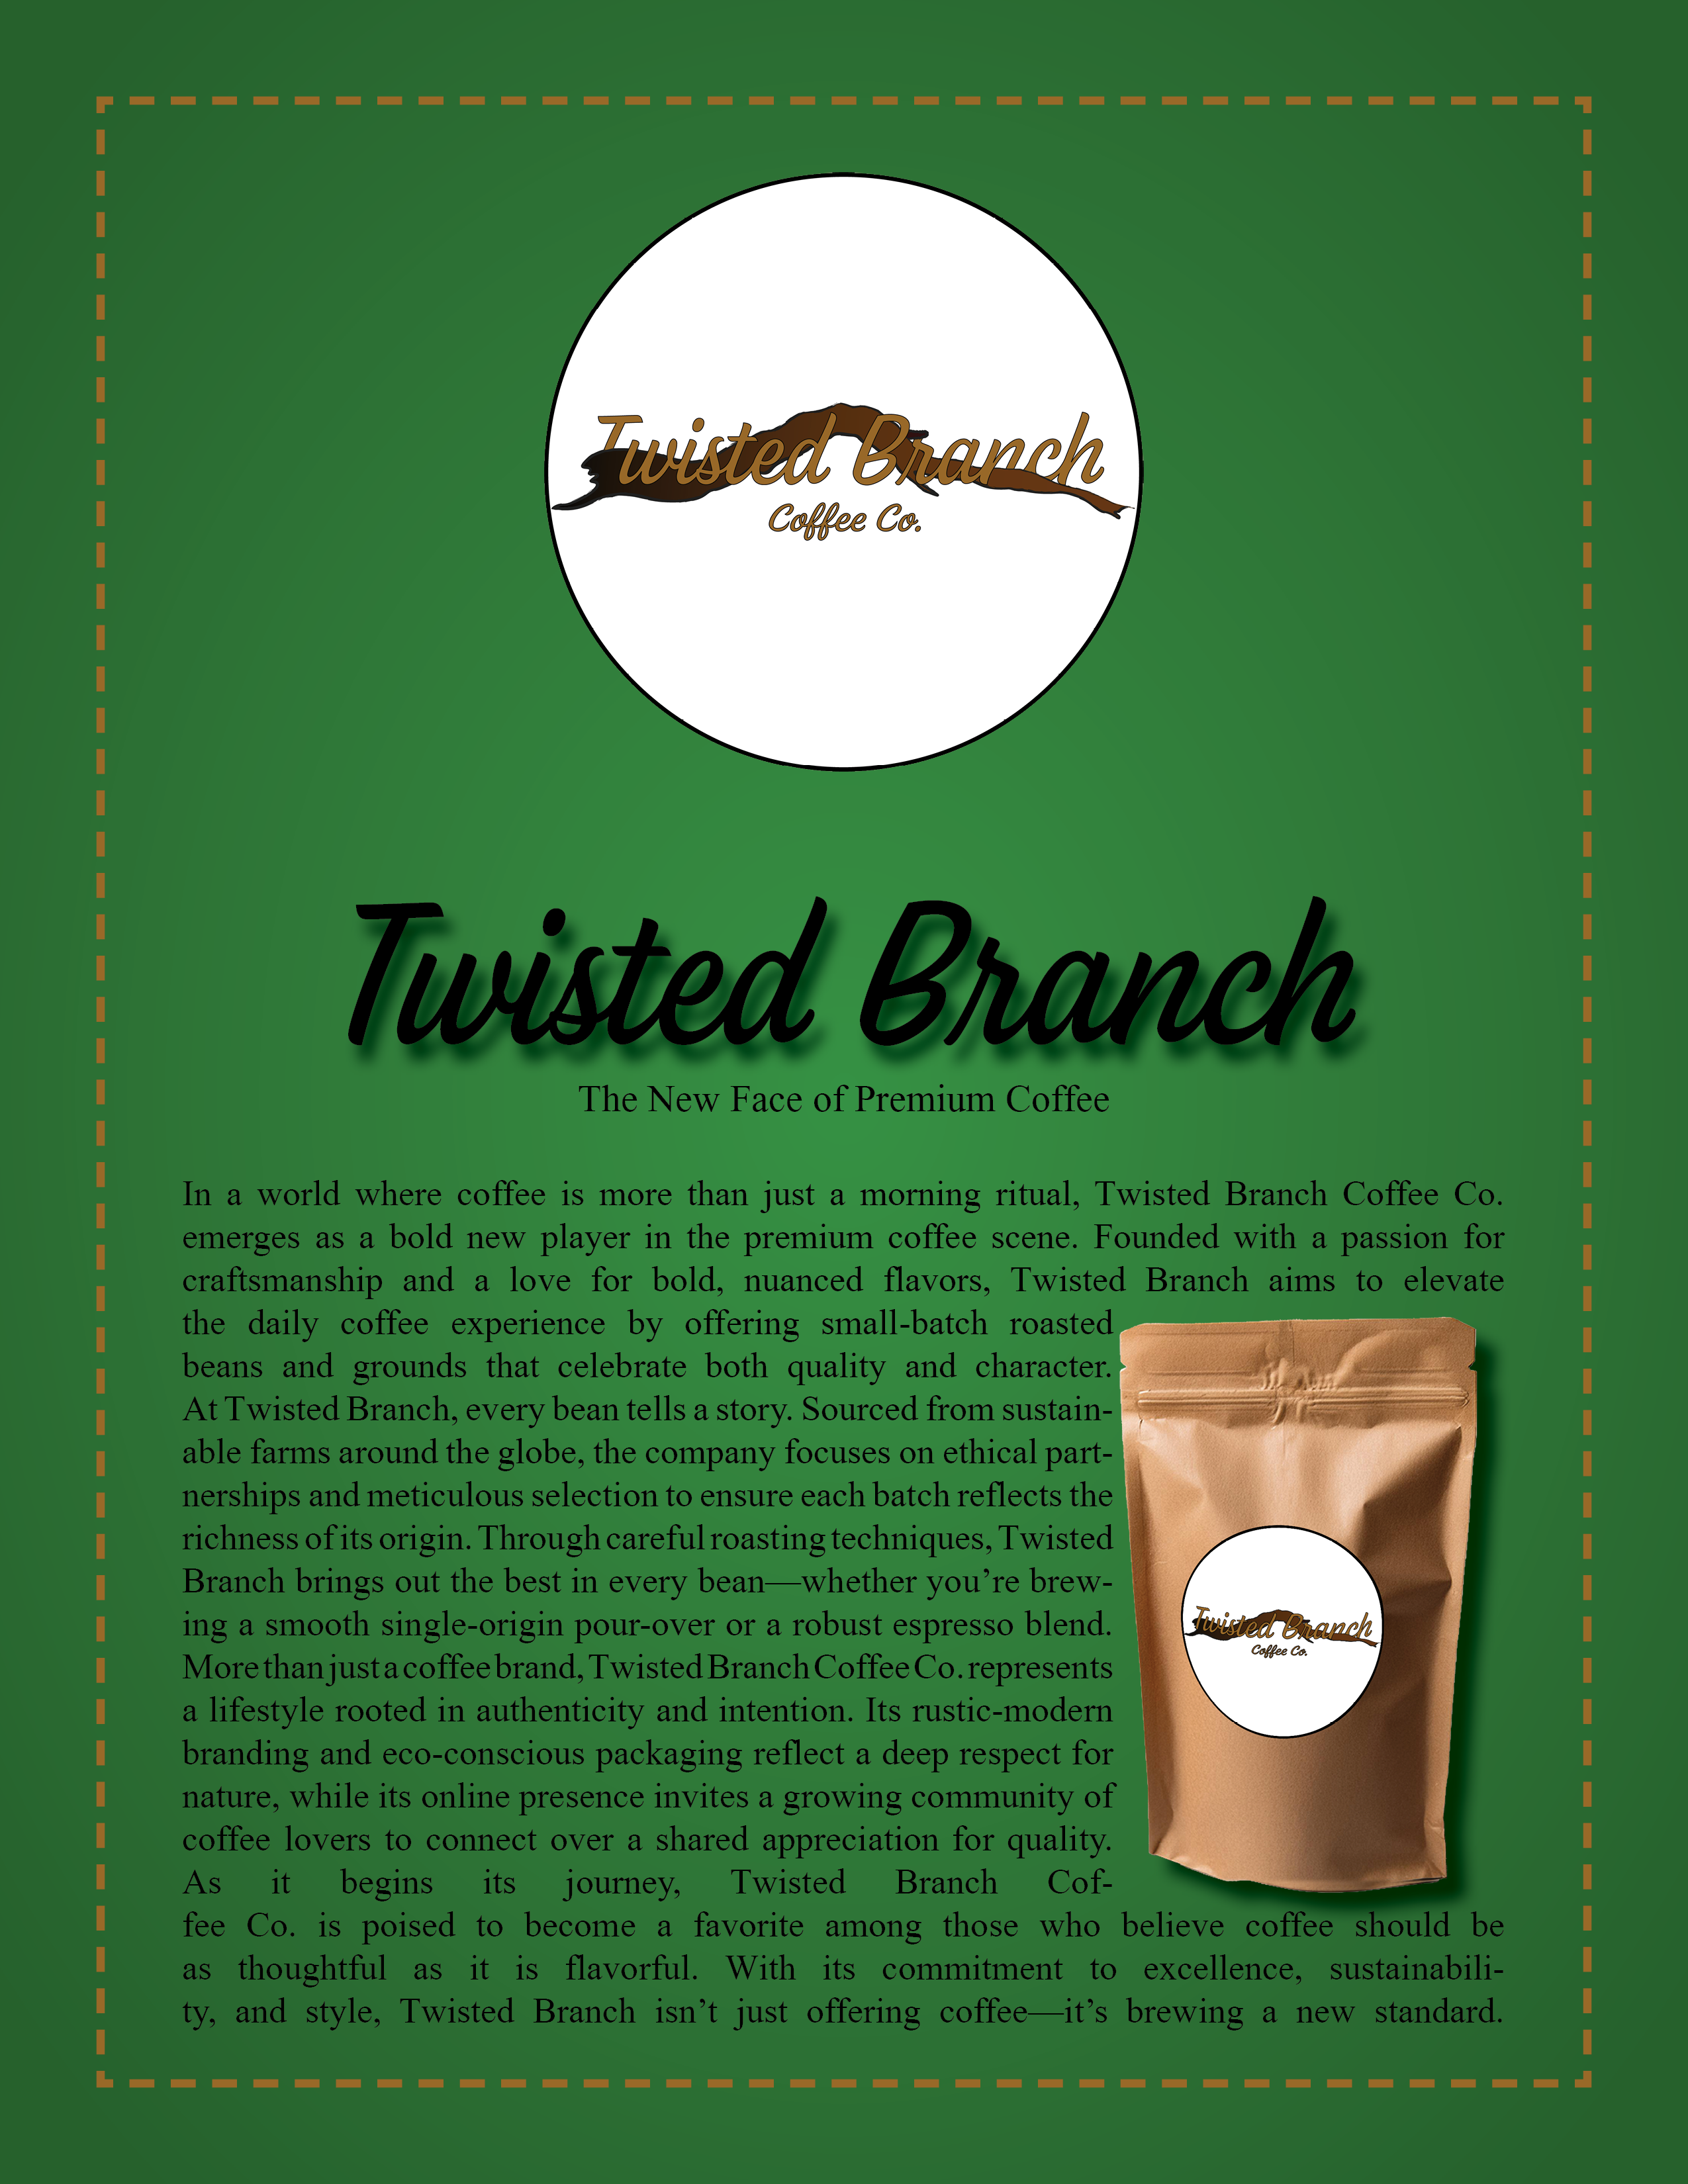 Twisted Branch
Coffee Co.
Twisted Branch
The New Face of Premium Coffee
In a world where coffee is more than just a morning ritual, Twisted Branch Coffee Co.
emerges as a bold new player in the premium coffee scene. Founded with a passion for
craftsmanship and a love for bold, nuanced flavors, Twisted Branch aims to elevate
the daily coffee experience by offering small-batch roasted
beans and grounds that celebrate both quality and character.
At Twisted Branch, every bean tells a story. Sourced from sustain-
able farms around the globe, the company focuses on ethical part-
nerships and meticulous selection to ensure each batch reflects the
richness of its origin. Through careful roasting techniques, Twisted
Branch brings out the best in every bean—whether you’re brew-
ing a smooth single-origin pour-over or a robust espresso blend.
More than just a coffee brand, Twisted Branch Coffee Co. represents
a lifestyle rooted in authenticity and intention. Its rustic-modern
branding and eco-conscious packaging reflect a deep respect for
nature, while its online presence invites a growing community of
coffee lovers to connect over a shared appreciation for quality.
As it begins its journey, Twisted Branch Cof-
fee Co. is poised to become a favorite among those who believe coffee should be
as thoughtful as it is flavorful. With its commitment to excellence, sustainabili-
ty, and style, Twisted Branch isn’t just offering coffee—it’s brewing a new standard.
Twisted Branch
Coffee Co.